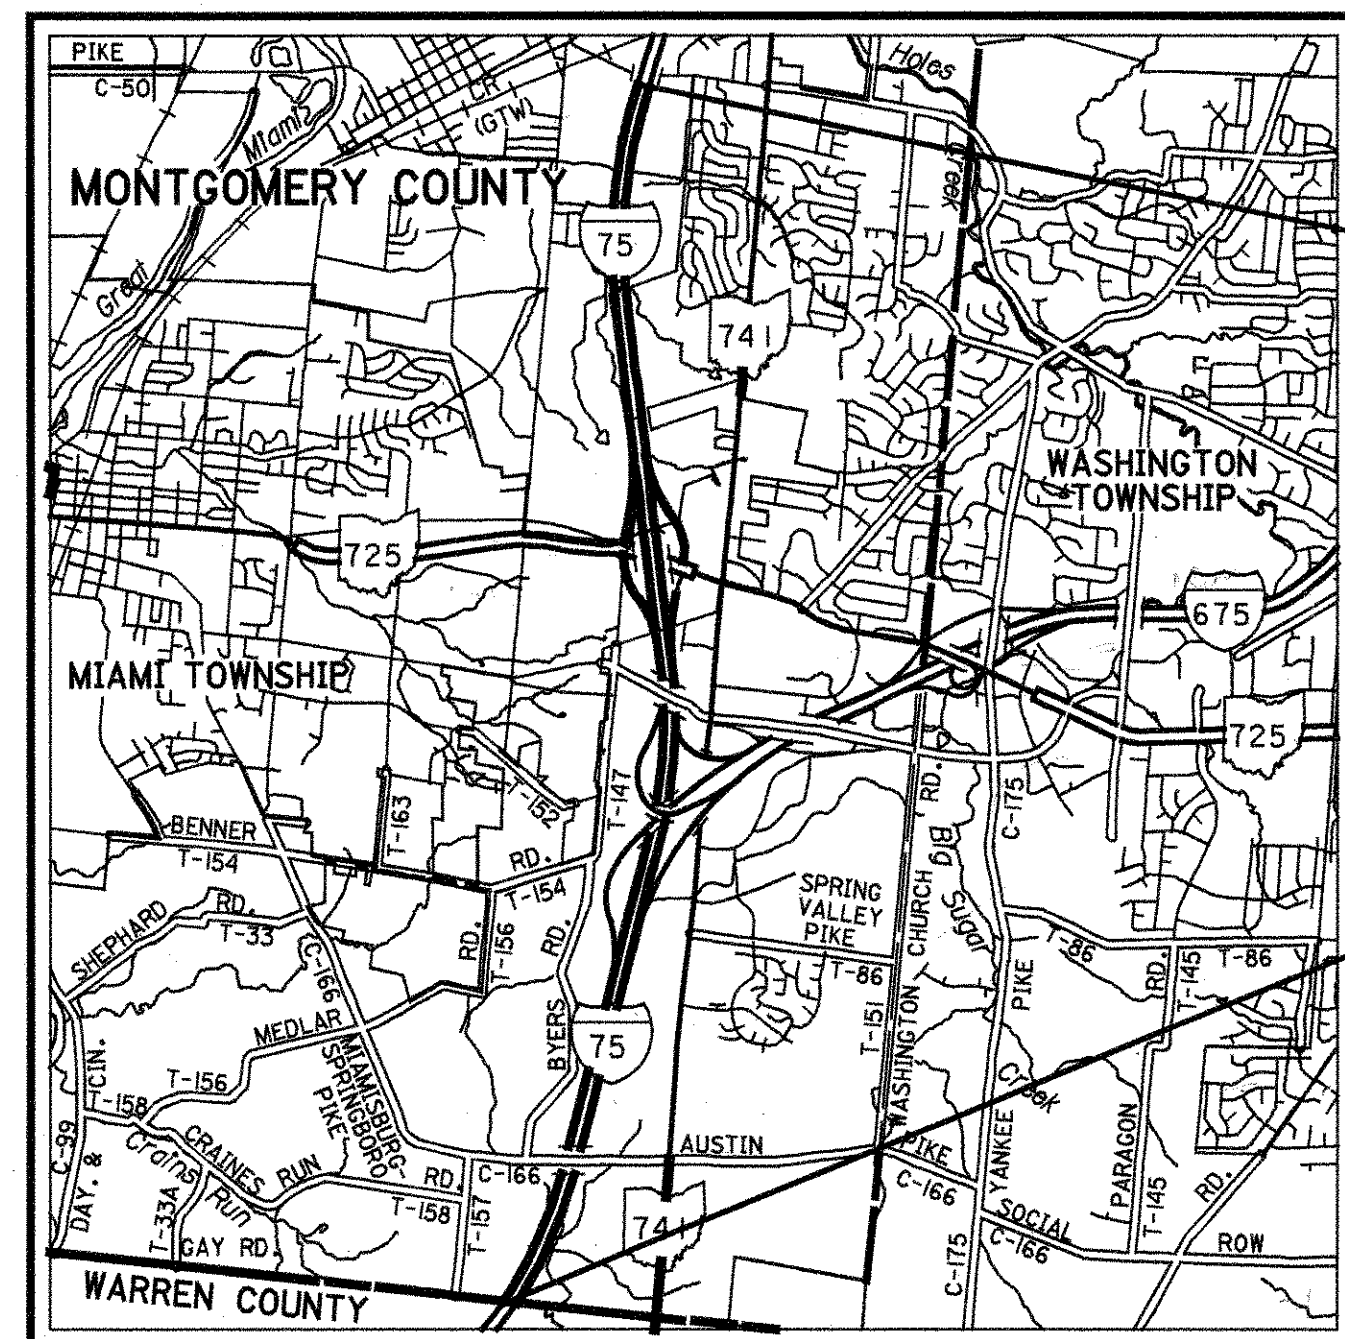 PIKE
C-50
Miami
CR
(GTW)
Holes
Creek
MONTGOMERY COUNTY
75
Great
741
WASHINGTON
TOWNSHIP
725
675
MIAMI TOWNSHIP
725
T-152
T-147
T-163
RD.
C-175
BENNER
T-154
RD.
T-154
SPRING
VALLEY
PIKE
T-86
CHURCH
Big Sugar
SHEPHARD RD.
T-33
RD.
T-156
RD.
T-86
RD.
T-145
T-86
C-166
PIKE
T-151
WASHINGTON
MEDLAR
BYERS
75
CIN.
T-156
MIAMISBURG-
SPRINGBORO
PIKE
Creek
T-158
C-99
DAY. &
CRAINES RUN RD.
Crains Run
AUSTIN
PIKE
C-166
C-166
YANKEE
PARAGON
T-145
RD.
T-33A
T-158
T-157
741
SOCIAL
C-166
ROW
C-175
GAY RD.
WARREN COUNTY